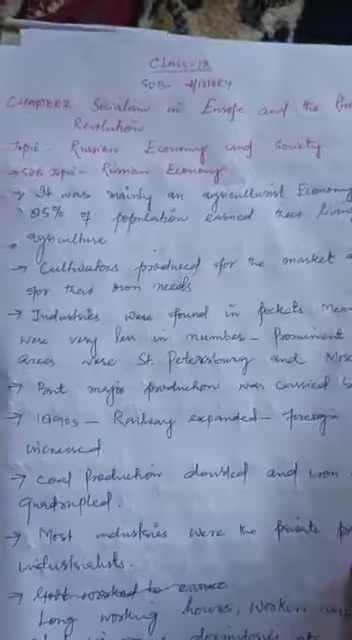 CLASS-IX
SUB- HISTORY
CHAPTER2 Socialism in Europe and the
Revolution
Topic- Russian Economy and Society
→ SUB topic- Russian Economy
→ It was mainly an agriculturist Economy
85% of population earned their living
agriculture
→ Cultivators produced for the market
for their own needs
→ Industries were found in pockets
were very less in number- Prominent
areas were St. Petersburg and
→ major production was carried
→ 1990s- Railway expanded- foreign
increased
→ coal Production doubled and iron
quadrupled.
→ Most industries were the private
industrialists.
→ worked to
Long working hours, workers